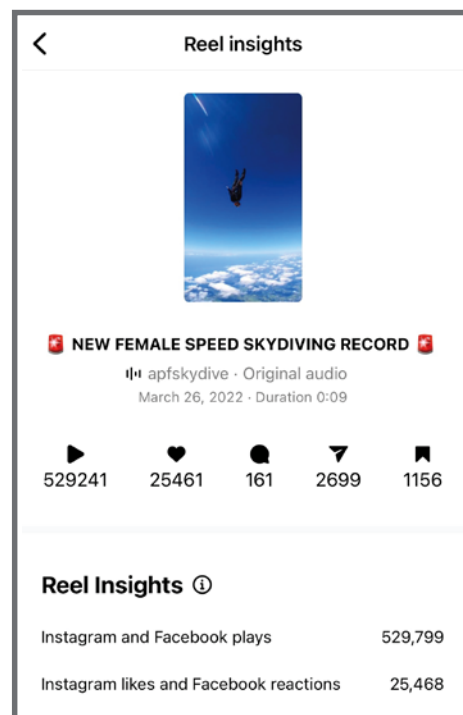 Reel insights
🚨 NEW FEMALE SPEED SKYDIVING RECORD 🚨
apfskydive · Original audio
March 26, 2022 · Duration 0:09
529241 25461 161 2699 1156
Reel Insights
Instagram and Facebook plays 529,799
Instagram likes and Facebook reactions 25,468